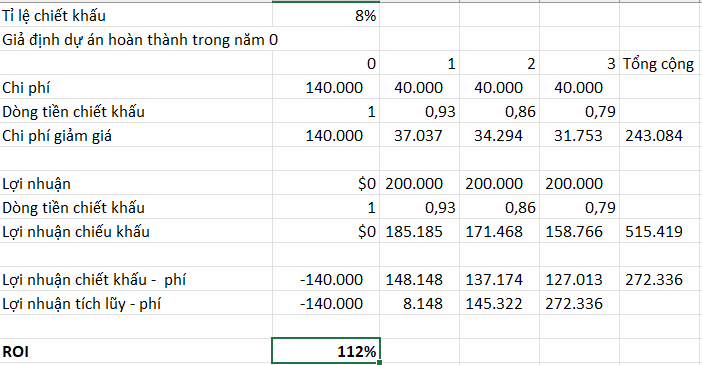 Tỉ lệ chiết khấu 8%
Giả định dự án hoàn thành trong năm 0
0 1 2 3 Tổng cộng
Chi phí 140.000 40.000 40.000 40.000
Dòng tiền chiết khấu 1 0,93 0,86 0,79
Chi phí giảm giá 140.000 37.037 34.294 31.753 243.084
Lợi nhuận $0 200.000 200.000 200.000
Dòng tiền chiết khấu 1 0,93 0,86 0,79
Lợi nhuận chiếu khấu $0 185.185 171.468 158.766 515.419
Lợi nhuận chiết khấu - phí -140.000 148.148 137.174 127.013 272.336
Lợi nhuận tích lũy - phí -140.000 8.148 145.322 272.336
ROI 112%